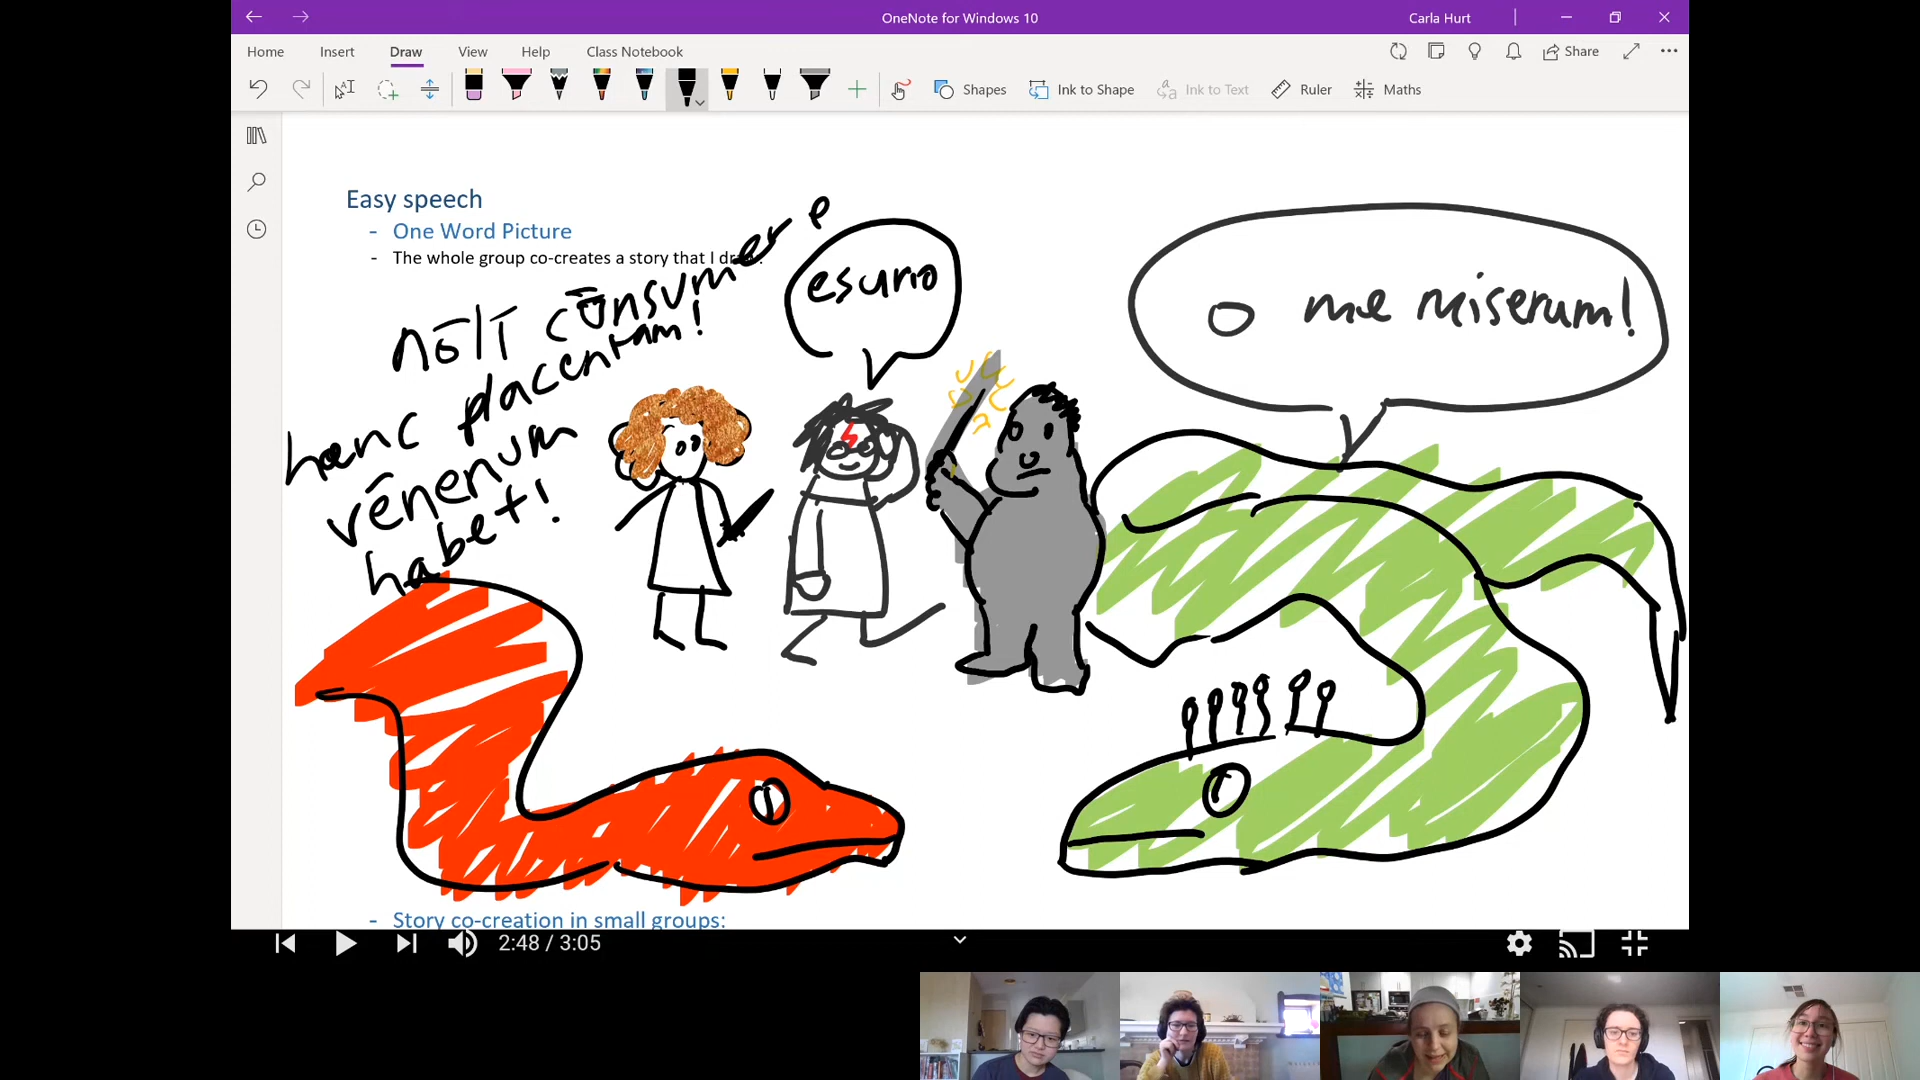 OneNote for Windows 10
Carla Hurt
Home Insert Draw View Help Class Notebook
Share
Shapes Ink to Shape Ink to Text Ruler Maths
Easy speech
- One Word Picture
- The whole group co-creates a story that I draw.
nōlī cōnsumere
hanc placentam!
vēnenum
habet!
esurio
o me miserum!
- Story co-creation in small groups:
2:48 / 3:05